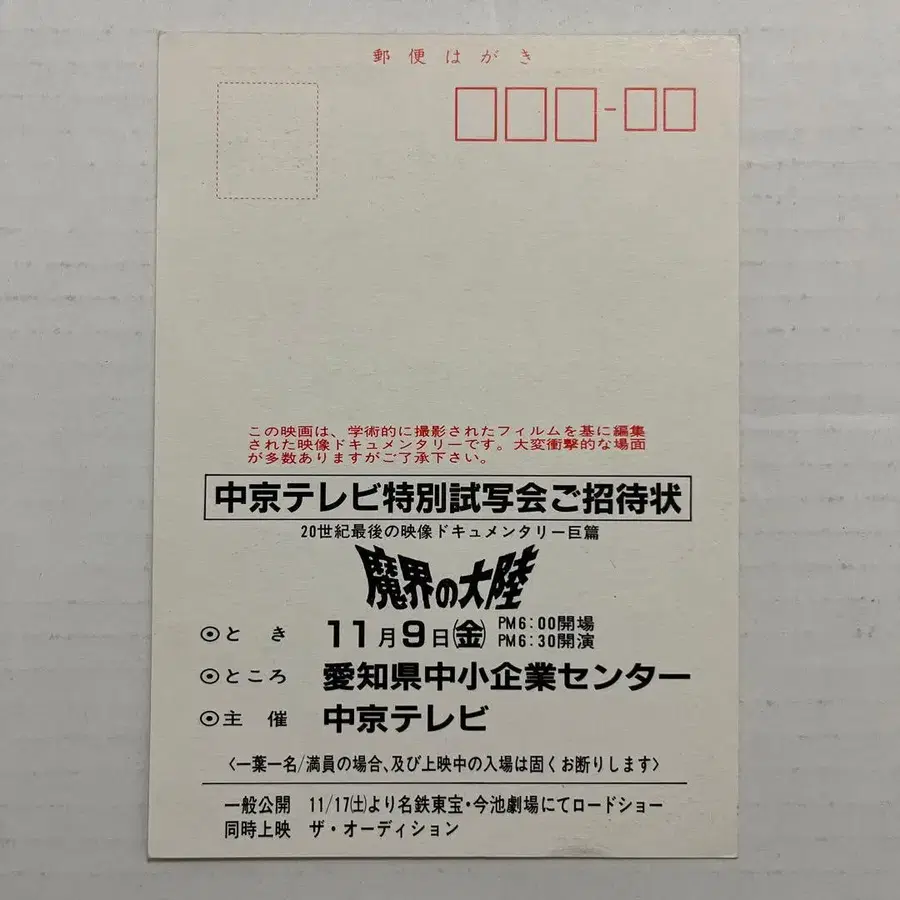 郵便はがき
この映画は、学術的に撮影されたフィルムを基に編集
された映像ドキュメンタリーです。大変衝撃的な場面
が多数ありますがご了承下さい。
中京テレビ特別試写会ご招待状
20世紀最後の映像ドキュメンタリー巨篇
魔界の大陸
⦿とき 11月9日㈮ PM6:00開場
PM6:30開演
⦿ところ 愛知県中小企業センター
⦿主催 中京テレビ
〈一葉一名/満員の場合、及び上映中の入場は固くお断りします〉
一般公開 11/17㈯より名鉄東宝・今池劇場にてロードショー
同時上映 ザ・オーディション